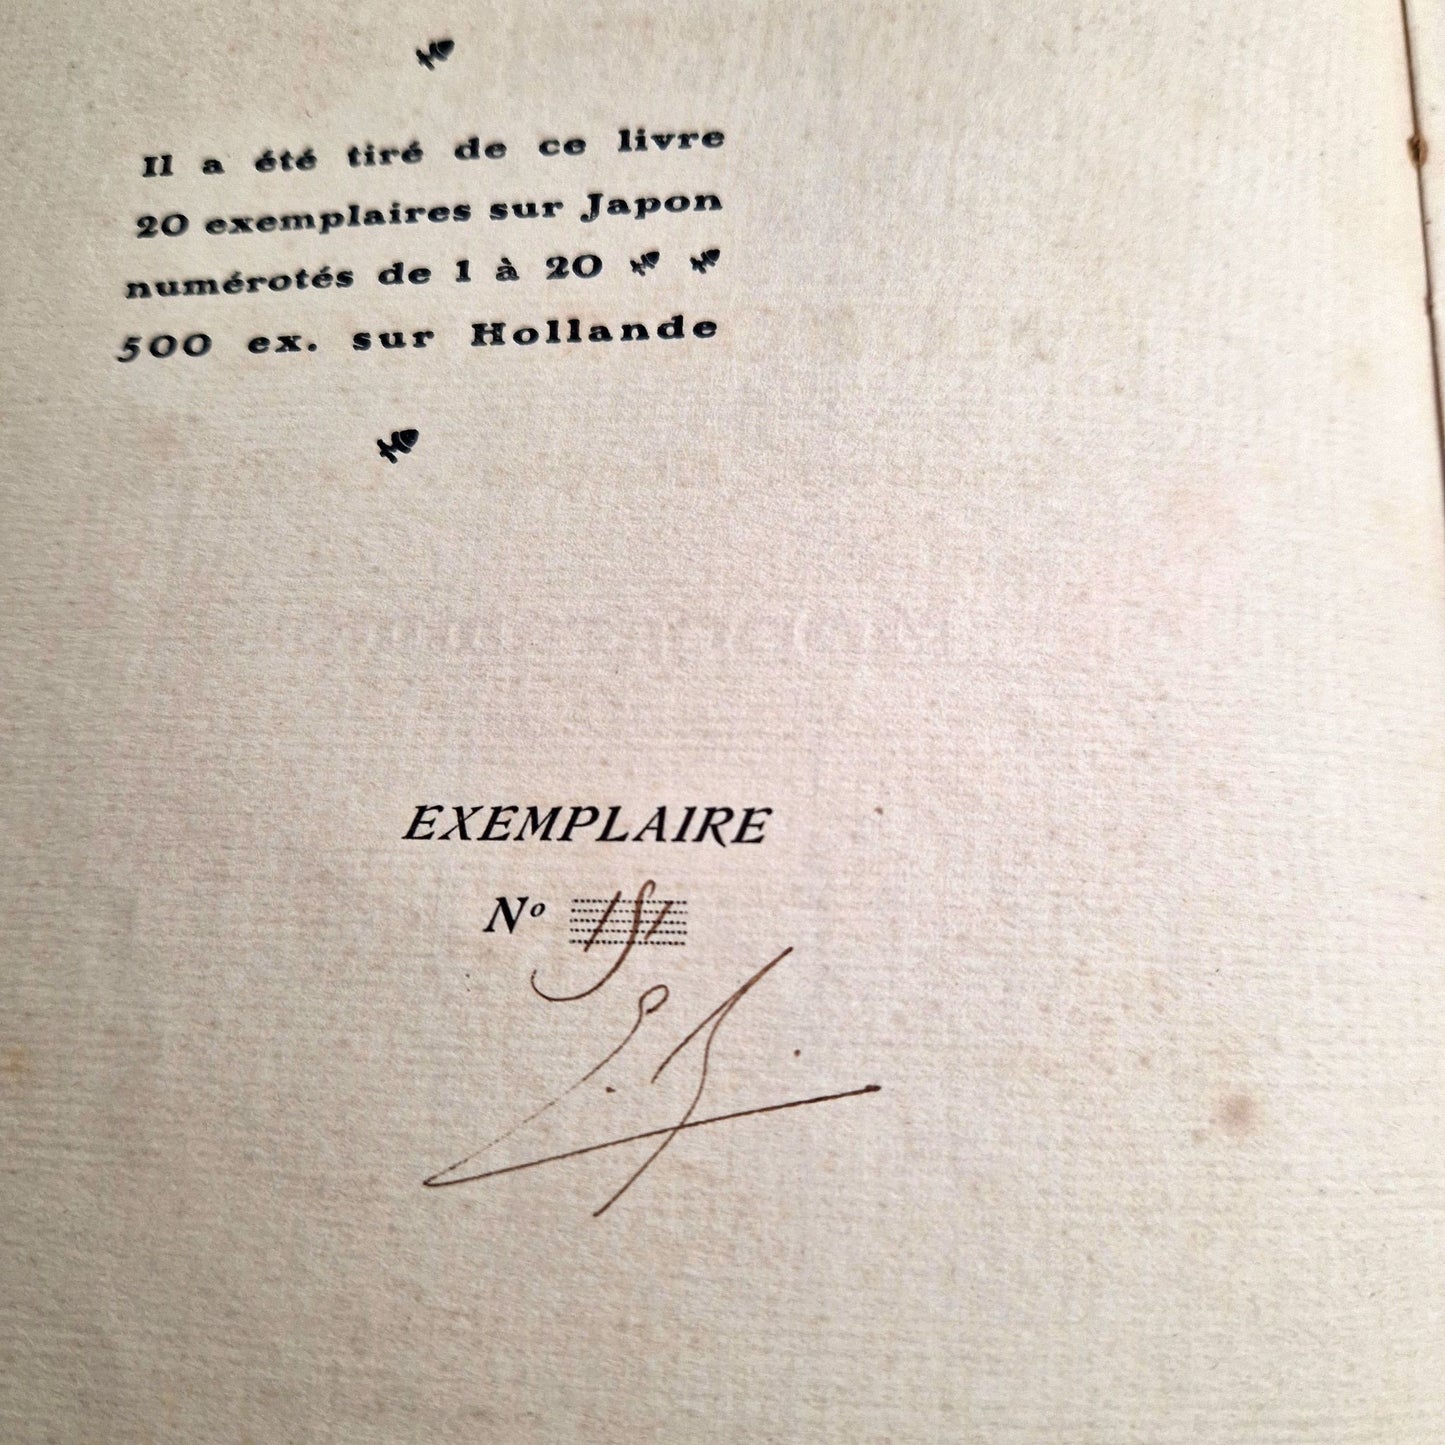 Il a été tiré de ce livre
20 exemplaires sur Japon
numérotés de 1 à 20
500 ex. sur Hollande
EXEMPLAIRE
Nº 151